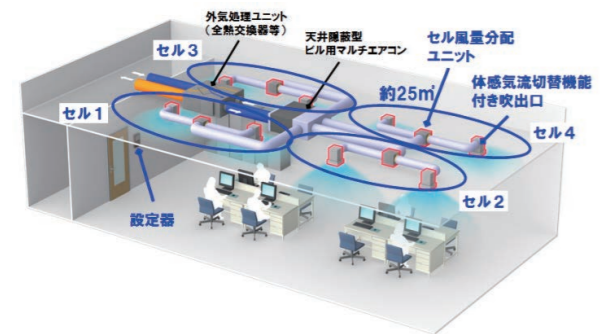 外気処理ユニット
(全熱交換器等)
天井隠蔽型
ビル用マルチエアコン
セル風量分配
ユニット
体感気流切替機能
付き吹出口
セル3
約25㎡
セル1
セル4
セル2
設定器